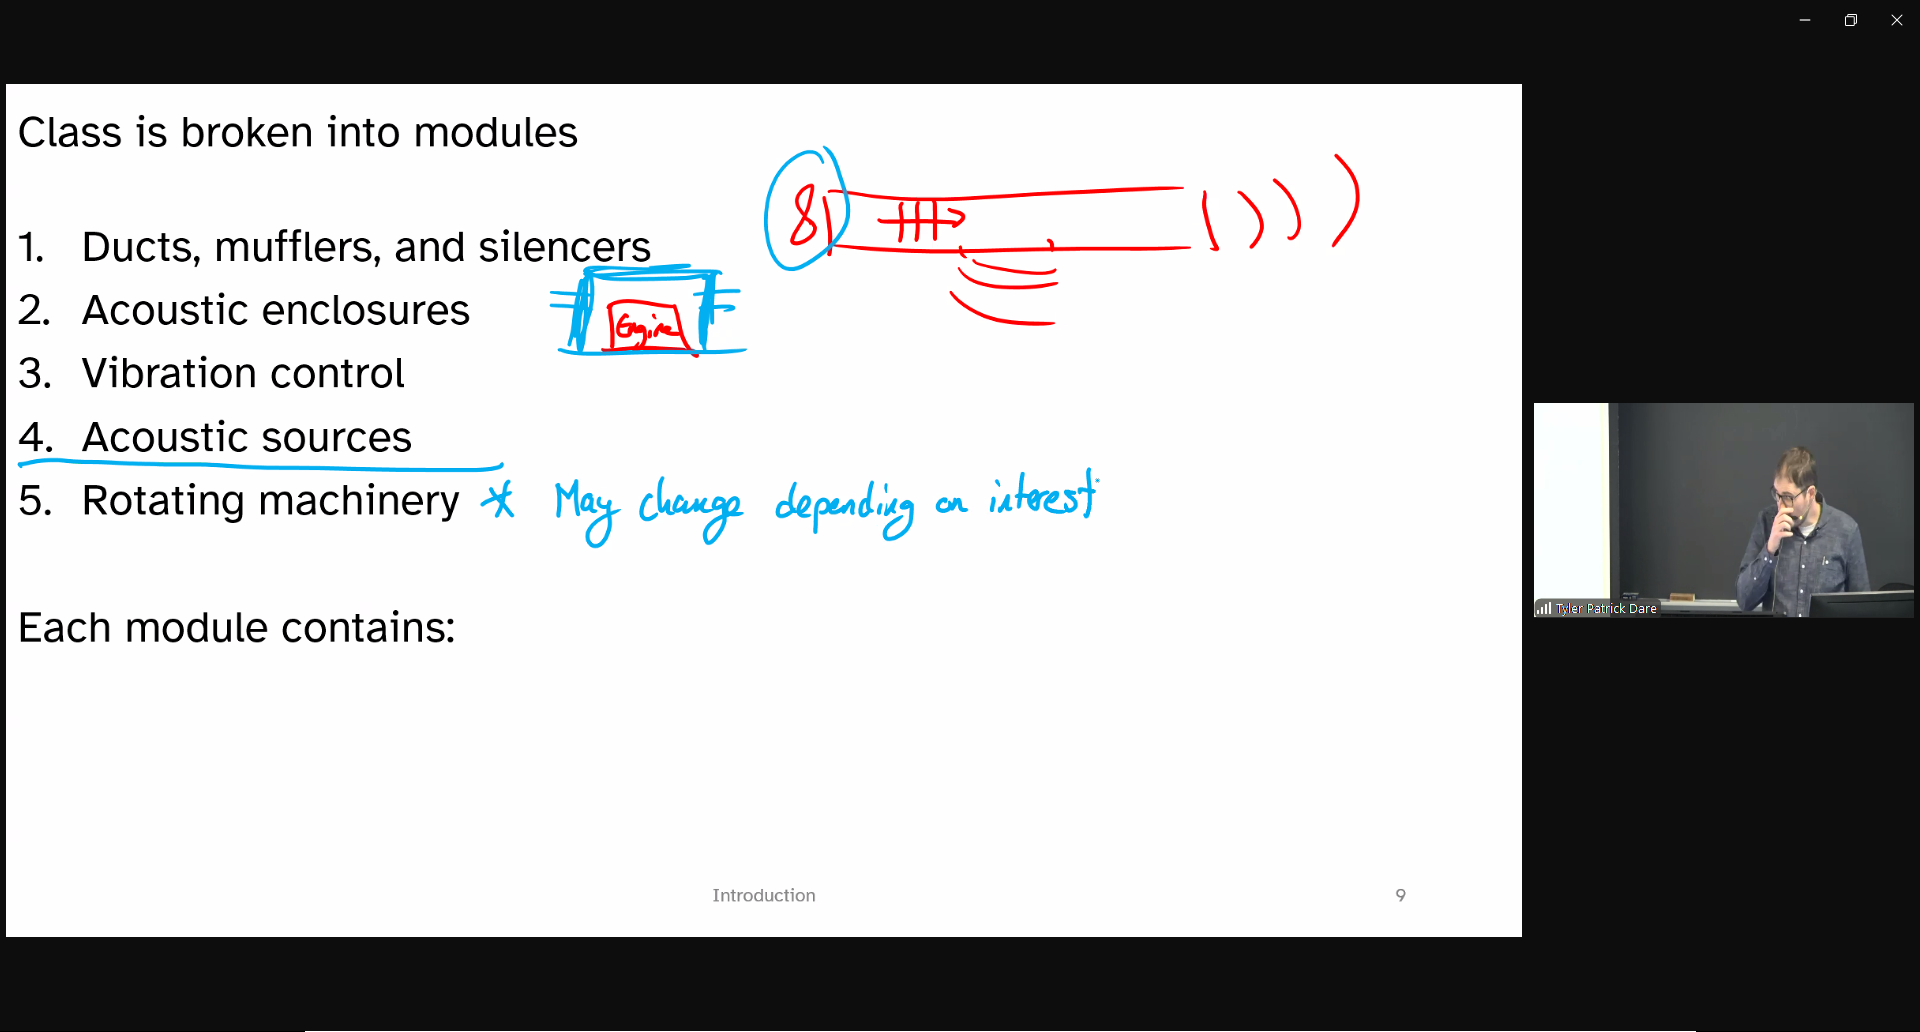 Class is broken into modules
1. Ducts, mufflers, and silencers
2. Acoustic enclosures
Engine
3. Vibration control
4. Acoustic sources
5. Rotating machinery * May change depending on interest
Each module contains:
Introduction
9
Tyler Patrick Dare